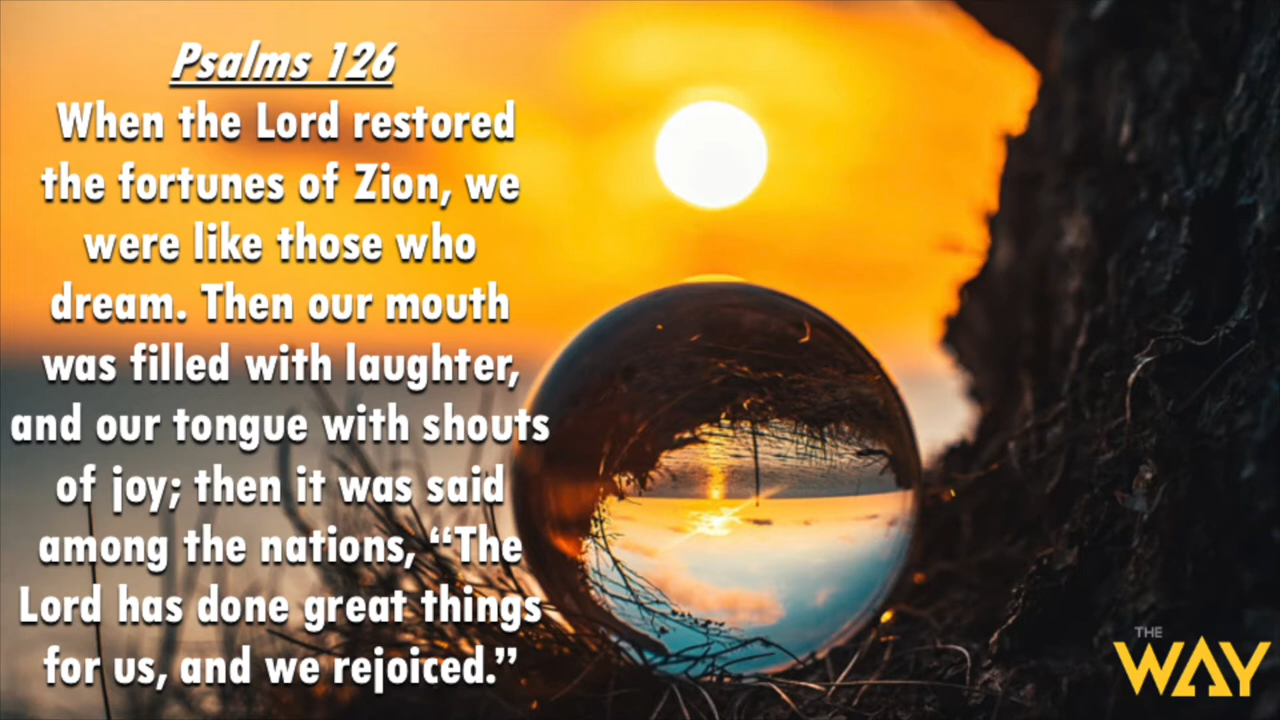 Psalms 126
When the Lord restored
the fortunes of Zion, we
were like those who
dream. Then our mouth
was filled with laughter,
and our tongue with shouts
of joy; then it was said
among the nations, “The
Lord has done great things
for us, and we rejoiced.”
THE
WAY